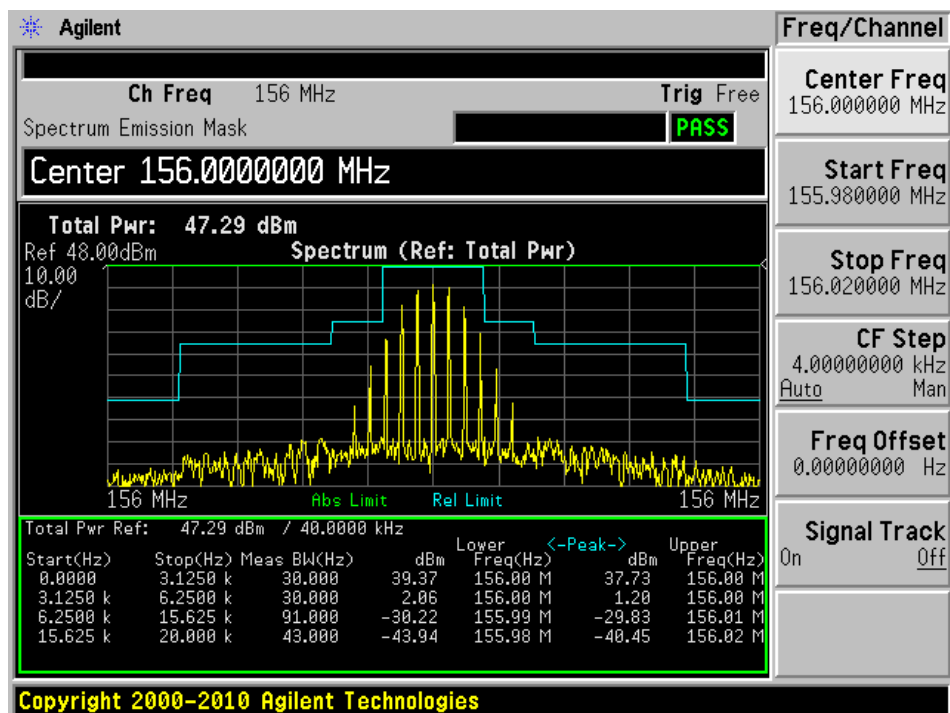 Agilent
Freq/Channel
Ch Freq 156 MHz Trig Free
Spectrum Emission Mask PASS
Center 156.0000000 MHz
Total Pwr: 47.29 dBm
Ref 48.00dBm Spectrum (Ref: Total Pwr)
10.00
dB/
156 MHz Abs Limit Rel Limit 156 MHz
Total Pwr Ref: 47.29 dBm / 40.0000 kHz
Lower <-Peak-> Upper
Start(Hz) Stop(Hz) Meas BW(Hz) dBm Freq(Hz) dBm Freq(Hz)
0.0000 3.1250 k 30.000 39.37 156.00 M 37.73 156.00 M
3.1250 k 6.2500 k 30.000 2.06 156.00 M 1.20 156.00 M
6.2500 k 15.625 k 91.000 -30.22 155.99 M -29.83 156.01 M
15.625 k 20.000 k 43.000 -43.94 155.98 M -40.45 156.02 M
Center Freq
156.000000 MHz
Start Freq
155.980000 MHz
Stop Freq
156.020000 MHz
CF Step
4.00000000 kHz
Auto Man
Freq Offset
0.00000000 Hz
Signal Track
On Off
Copyright 2000-2010 Agilent Technologies